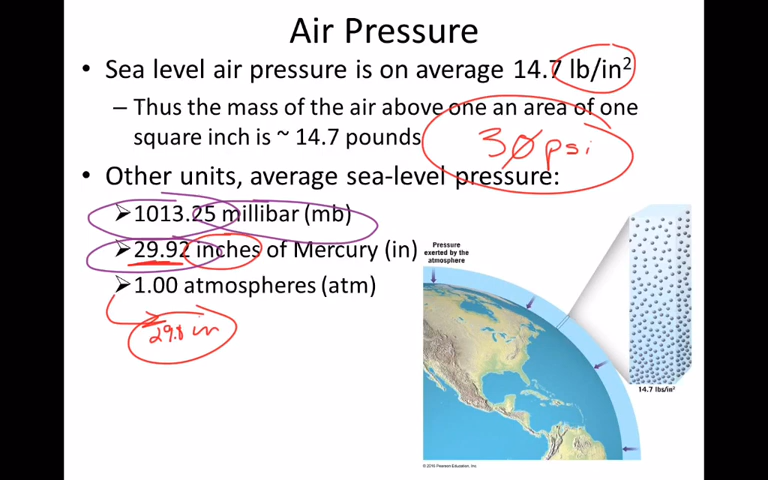 Air Pressure
• Sea level air pressure is on average 14.7 lb/in²
– Thus the mass of the air above one an area of one
square inch is ~ 14.7 pounds
30 psi
• Other units, average sea-level pressure:
➢1013.25 millibar (mb)
➢29.92 inches of Mercury (in)
➢1.00 atmospheres (atm)
29.8 in
Pressure
exerted by the
atmosphere
14.7 lbs/in²
© 2016 Pearson Education, Inc.